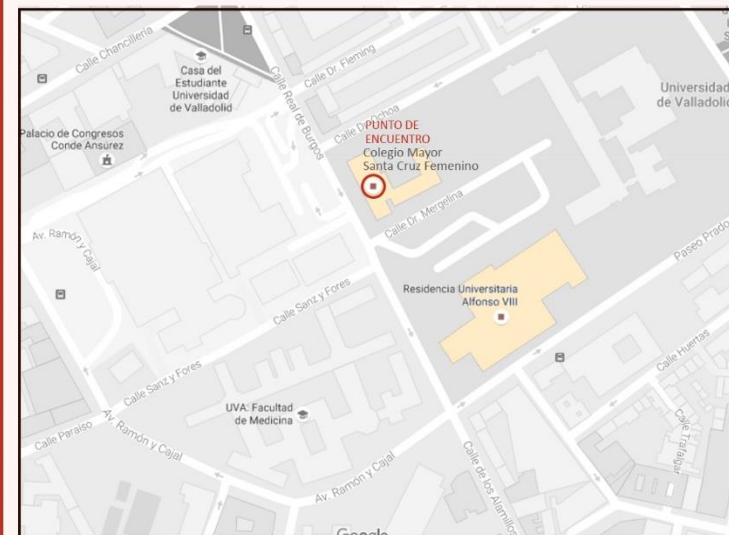 Calle Chancillería
Casa del
Estudiante
Universidad
de Valladolid
Calle Dr. Fleming
Calle Real de Burgos
Universidad
de Valladolid
Palacio de Congresos
Conde Ansúrez
Calle Dr. Ochoa
PUNTO DE
ENCUENTRO
Colegio Mayor
Santa Cruz Femenino
Calle Dr. Mergelina
Av. Ramón y Cajal
Paseo Prado
Residencia Universitaria
Alfonso VIII
Calle Sanz y Fores
Calle Huertas
Calle Sanz y Fores
UVA: Facultad
de Medicina
Calle Paraíso
Av. Ramón y Cajal
Calle Trafalgar
Av. Ramón y Cajal
Calle de los Alamillos
Google